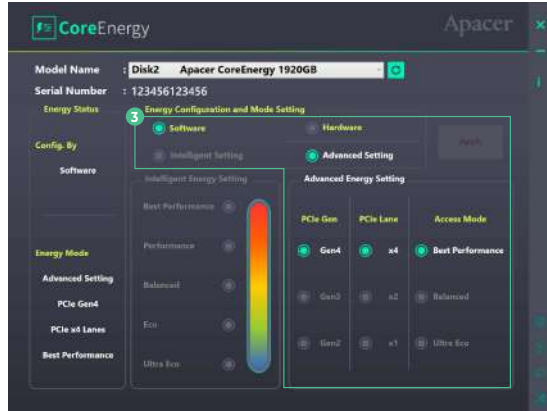 CoreEnergy
Apacer
Model Name : Disk2 Apacer CoreEnergy 1920GB
Serial Number : 123456123456
Energy Status
Energy Configuration and Mode Setting
3
Software
Hardware
Apply
Config. By
Intelligent Setting
Advanced Setting
Software
Intelligent Energy Setting
Advanced Energy Setting
Best Performance
PCIe Gen
PCIe Lane
Access Mode
Energy Mode
Performance
Gen4
x4
Best Performance
Advanced Setting
Balanced
PCIe Gen4
Gen3
x2
Balanced
PCIe x4 Lanes
Eco
Gen2
x1
Ultra Eco
Best Performance
Ultra Eco